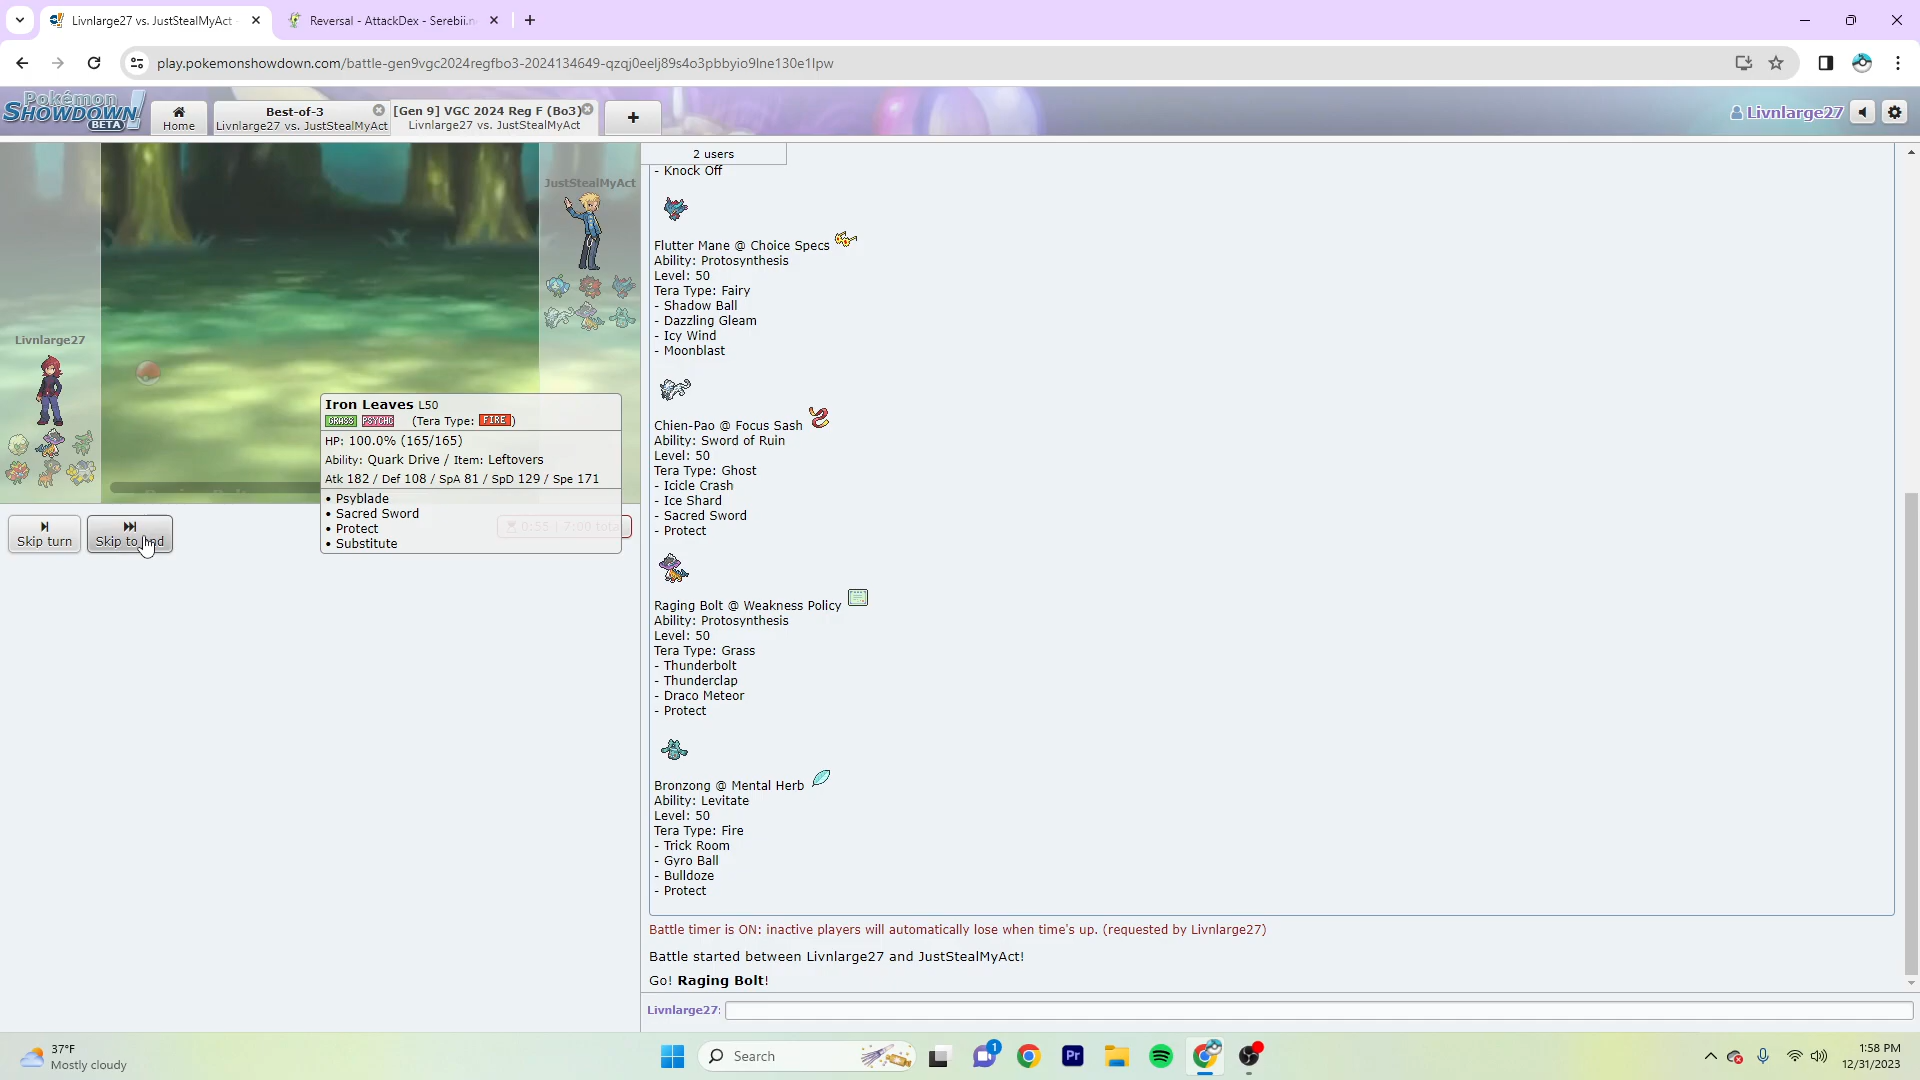 Livnlarge27 vs. JustStealMyAct -
Reversal - AttackDex - Serebii.ne
play.pokemonshowdown.com/battle-gen9vgc2024regfbo3-2024134649-qzqj0eelj89s4o3pbbyio9lne130e1lpw
Pokémon
SHOWDOWN!
BETA
Home
Best-of-3
Livnlarge27 vs. JustStealMyAct
[Gen 9] VGC 2024 Reg F (Bo3)
Livnlarge27 vs. JustStealMyAct
+
Livnlarge27
JustStealMyAct
Livnlarge27
Iron Leaves L50
GRASS PSYCHC (Tera Type: FIRE )
HP: 100.0% (165/165)
Ability: Quark Drive / Item: Leftovers
Atk 182 / Def 108 / SpA 81 / SpD 129 / Spe 171
• Psyblade
• Sacred Sword
• Protect
• Substitute
0:55 | 7:00 total
Skip turn
Skip to end
2 users
- Knock Off
Flutter Mane @ Choice Specs
Ability: Protosynthesis
Level: 50
Tera Type: Fairy
- Shadow Ball
- Dazzling Gleam
- Icy Wind
- Moonblast
Chien-Pao @ Focus Sash
Ability: Sword of Ruin
Level: 50
Tera Type: Ghost
- Icicle Crash
- Ice Shard
- Sacred Sword
- Protect
Raging Bolt @ Weakness Policy
Ability: Protosynthesis
Level: 50
Tera Type: Grass
- Thunderbolt
- Thunderclap
- Draco Meteor
- Protect
Bronzong @ Mental Herb
Ability: Levitate
Level: 50
Tera Type: Fire
- Trick Room
- Gyro Ball
- Bulldoze
- Protect
Battle timer is ON: inactive players will automatically lose when time's up. (requested by Livnlarge27)
Battle started between Livnlarge27 and JustStealMyAct!
Go! Raging Bolt!
Livnlarge27:
37°F
Mostly cloudy
Search
1
Pr
1:58 PM
12/31/2023